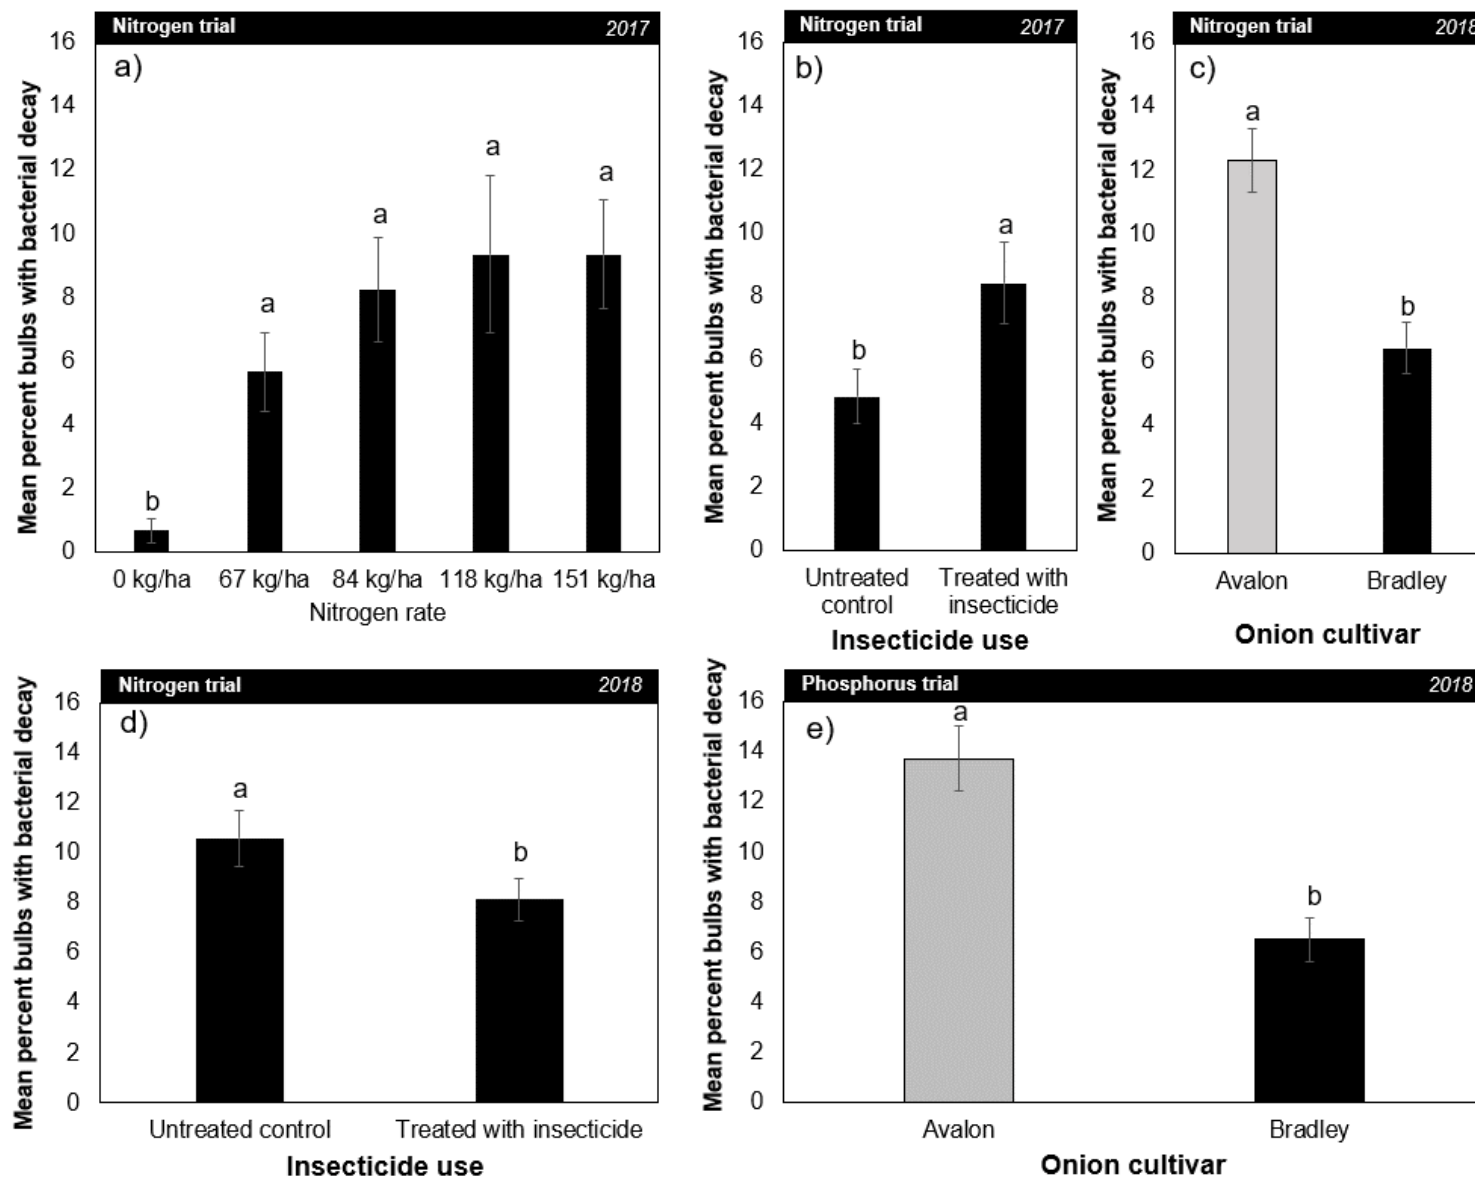 Nitrogen trial 2017
a)
Mean percent bulbs with bacterial decay
16
14
12
10
8
6
4
2
0
b
a
a
a
a
0 kg/ha 67 kg/ha 84 kg/ha 118 kg/ha 151 kg/ha
Nitrogen rate
Nitrogen trial 2017
b)
Mean percent bulbs with bacterial decay
16
14
12
10
8
6
4
2
0
b
a
Untreated control
Treated with insecticide
Insecticide use
Nitrogen trial 2018
c)
Mean percent bulbs with bacterial decay
16
14
12
10
8
6
4
2
0
a
b
Avalon Bradley
Onion cultivar
Nitrogen trial 2018
d)
Mean percent bulbs with bacterial decay
16
14
12
10
8
6
4
2
0
a
b
Untreated control Treated with insecticide
Insecticide use
Phosphorus trial 2018
e)
Mean percent bulbs with bacterial decay
16
14
12
10
8
6
4
2
0
a
b
Avalon Bradley
Onion cultivar